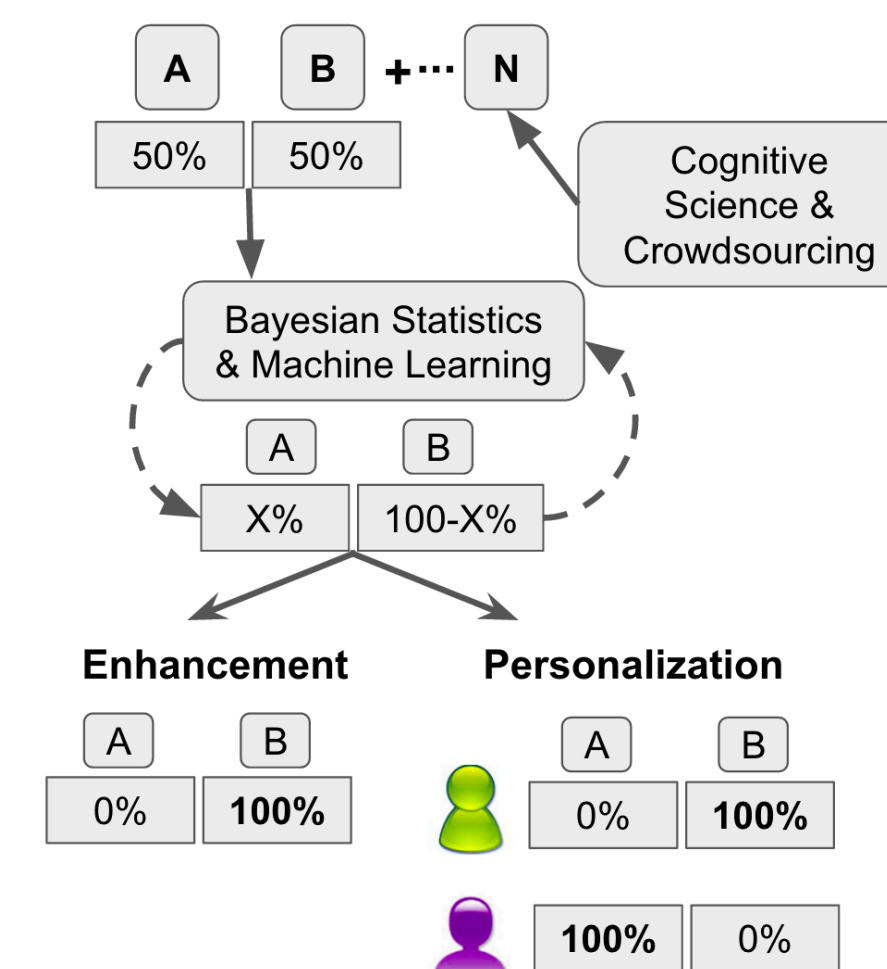 A B +... N
50% 50%
Cognitive
Science &
Crowdsourcing
Bayesian Statistics
& Machine Learning
A B
X% 100-X%
Enhancement
A B
0% 100%
Personalization
A B
0% 100%
100% 0%